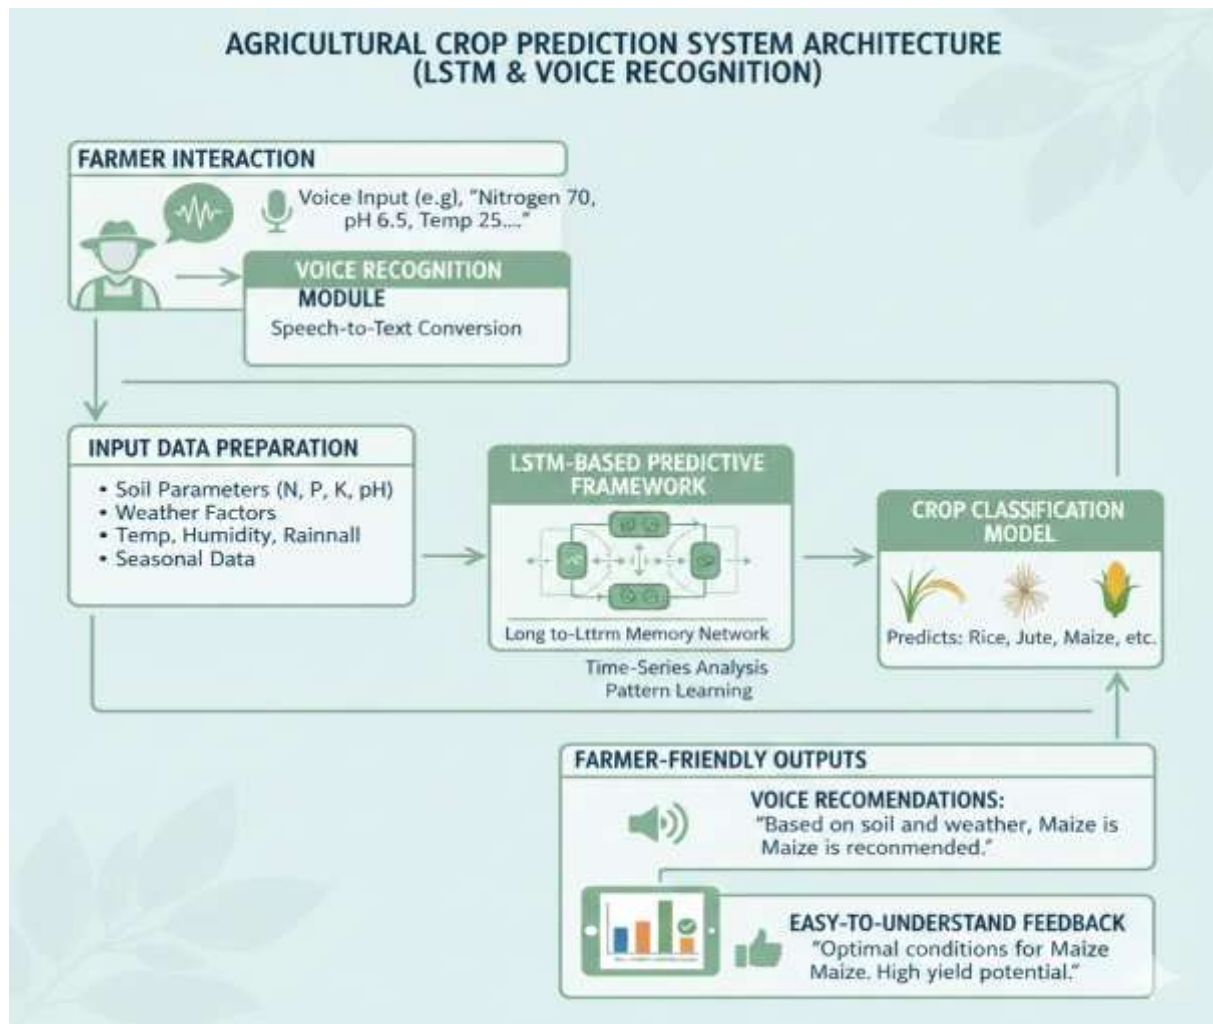 AGRICULTURAL CROP PREDICTION SYSTEM ARCHITECTURE
(LSTM & VOICE RECOGNITION)
FARMER INTERACTION
Voice Input (e.g), "Nitrogen 70,
pH 6.5, Temp 25...."
VOICE RECOGNITION
MODULE
Speech-to-Text Conversion
INPUT DATA PREPARATION
• Soil Parameters (N, P, K, pH)
• Weather Factors
• Temp, Humidity, Rainnall
• Seasonal Data
LSTM-BASED PREDICTIVE
FRAMEWORK
Long to-Lttrm Memory Network
Time-Series Analysis
Pattern Learning
CROP CLASSIFICATION
MODEL
Predicts: Rice, Jute, Maize, etc.
FARMER-FRIENDLY OUTPUTS
VOICE RECOMENDATIONS:
"Based on soil and weather, Maize is
Maize is reconmended."
EASY-TO-UNDERSTAND FEEDBACK
"Optimal conditions for Maize
Maize. High yield potential."